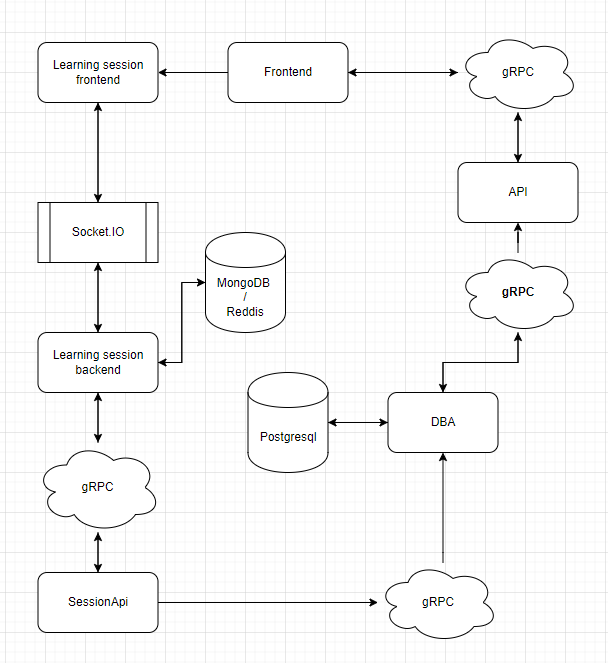 Learning session
frontend
Frontend
gRPC
API
Socket.IO
MongoDB
/
Reddis
gRPC
Learning session
backend
Postgresql
DBA
gRPC
SessionApi
gRPC